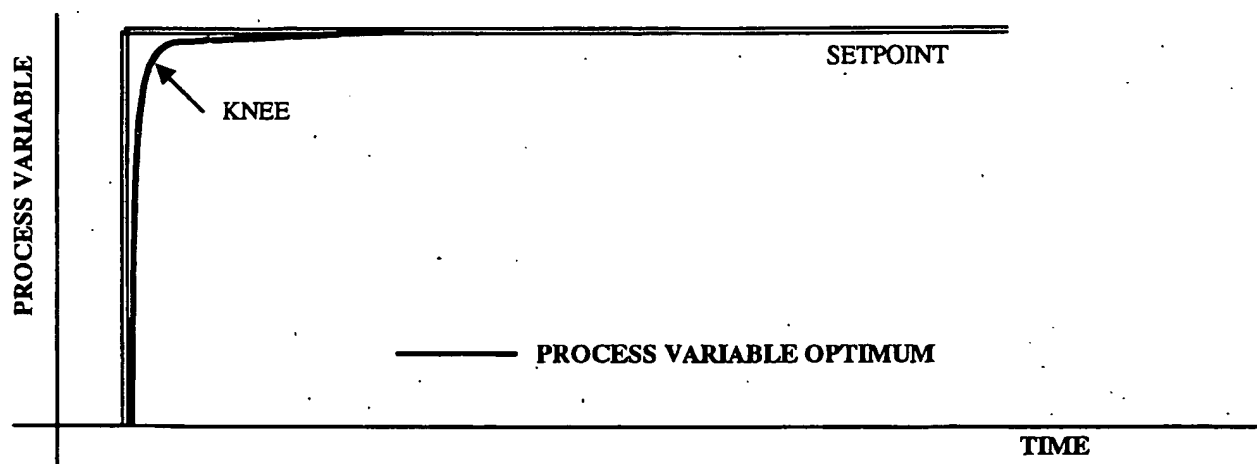 SETPOINT
KNEE
PROCESS VARIABLE
PROCESS VARIABLE OPTIMUM
TIME